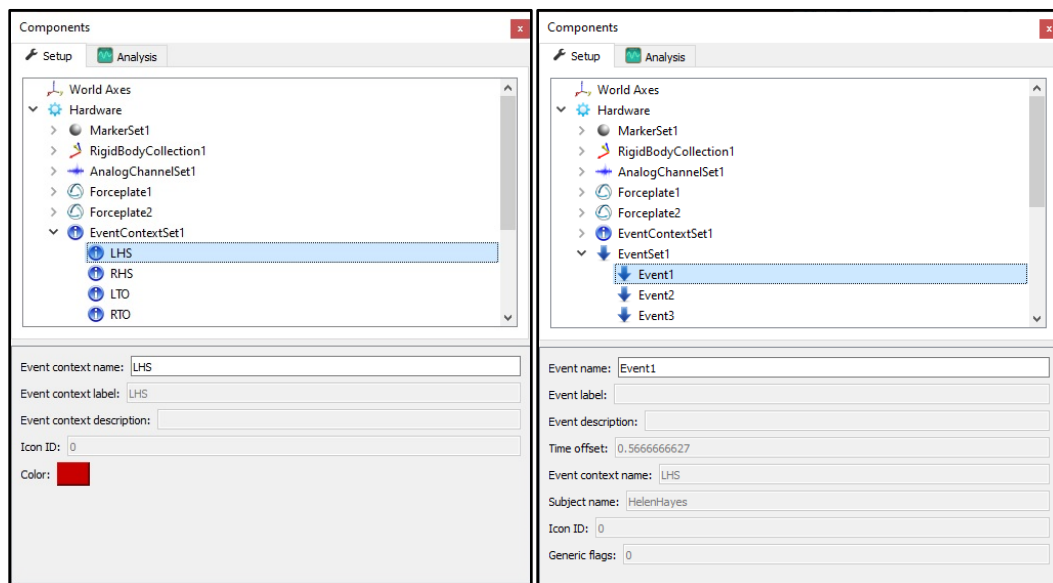 Components
x
Setup
Analysis
World Axes
Hardware
MarkerSet1
RigidBodyCollection1
AnalogChannelSet1
Forceplate1
Forceplate2
EventContextSet1
LHS
RHS
LTO
RTO
Event context name: LHS
Event context label: LHS
Event context description:
Icon ID: 0
Color:
Components
x
Setup
Analysis
World Axes
Hardware
MarkerSet1
RigidBodyCollection1
AnalogChannelSet1
Forceplate1
Forceplate2
EventContextSet1
EventSet1
Event1
Event2
Event3
Event name: Event1
Event label:
Event description:
Time offset: 0.5666666627
Event context name: LHS
Subject name: HelenHayes
Icon ID: 0
Generic flags: 0